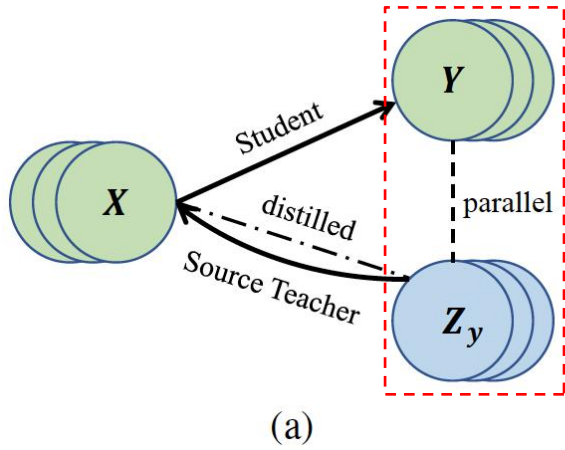 Y
Student
X
distilled
parallel
Source Teacher
Z_y
(a)